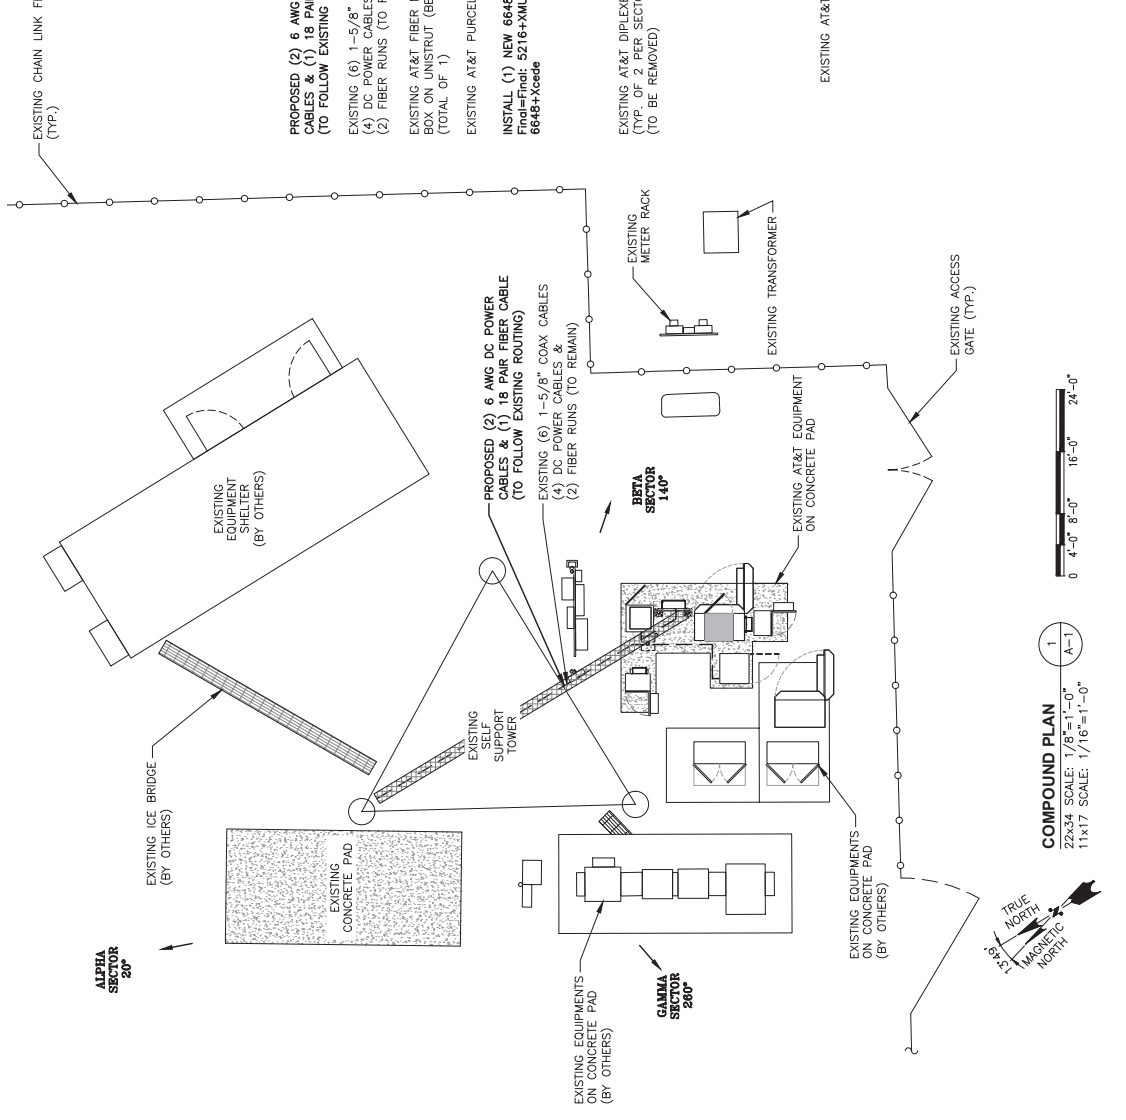 EXISTING CHAIN LINK
(TYP.)
PROPOSED (2) 6 AWG
CABLES & (1) 18 PAIR
(TO FOLLOW EXISTING
EXISTING (6) 1-5/8"
(4) DC POWER CABLES
(2) FIBER RUNS (TO
EXISTING AT&T FIBER
BOX ON UNISTRUT
(TOTAL OF 1)
EXISTING AT&T PURCELL
INSTALL (1) NEW 6648
Final=Final: 5216+XMU
6648+Xcede
EXISTING AT&T DIPLEXE
(TYP. OF 2 PER SECTO
(TO BE REMOVED)
EXISTING AT&T
EXISTING
METER RACK
EXISTING TRANSFORMER
EXISTING ACCESS
GATE (TYP.)
PROPOSED (2) 6 AWG DC POWER
CABLES & (1) 18 PAIR FIBER CABLE
(TO FOLLOW EXISTING ROUTING)
EXISTING (6) 1-5/8" COAX CABLES
(4) DC POWER CABLES &
(2) FIBER RUNS (TO REMAIN)
EXISTING
EQUIPMENT
SHELTER
(BY OTHERS)
BETA
SECTOR
140°
EXISTING AT&T EQUIPMENT
ON CONCRETE PAD
EXISTING
SELF
SUPPORT
TOWER
EXISTING ICE BRIDGE
(BY OTHERS)
EXISTING
CONCRETE PAD
ALPHA
SECTOR
20°
GAMMA
SECTOR
260°
EXISTING EQUIPMENTS
ON CONCRETE PAD
(BY OTHERS)
EXISTING EQUIPMENTS
ON CONCRETE PAD
(BY OTHERS)
TRUE
NORTH
MAGNETIC
NORTH
13°49'
0 4'-0" 8'-0" 16'-0" 24'-0"
COMPOUND PLAN
22x34 SCALE: 1/8"=1'-0"
11x17 SCALE: 1/16"=1'-0"
1
A-1